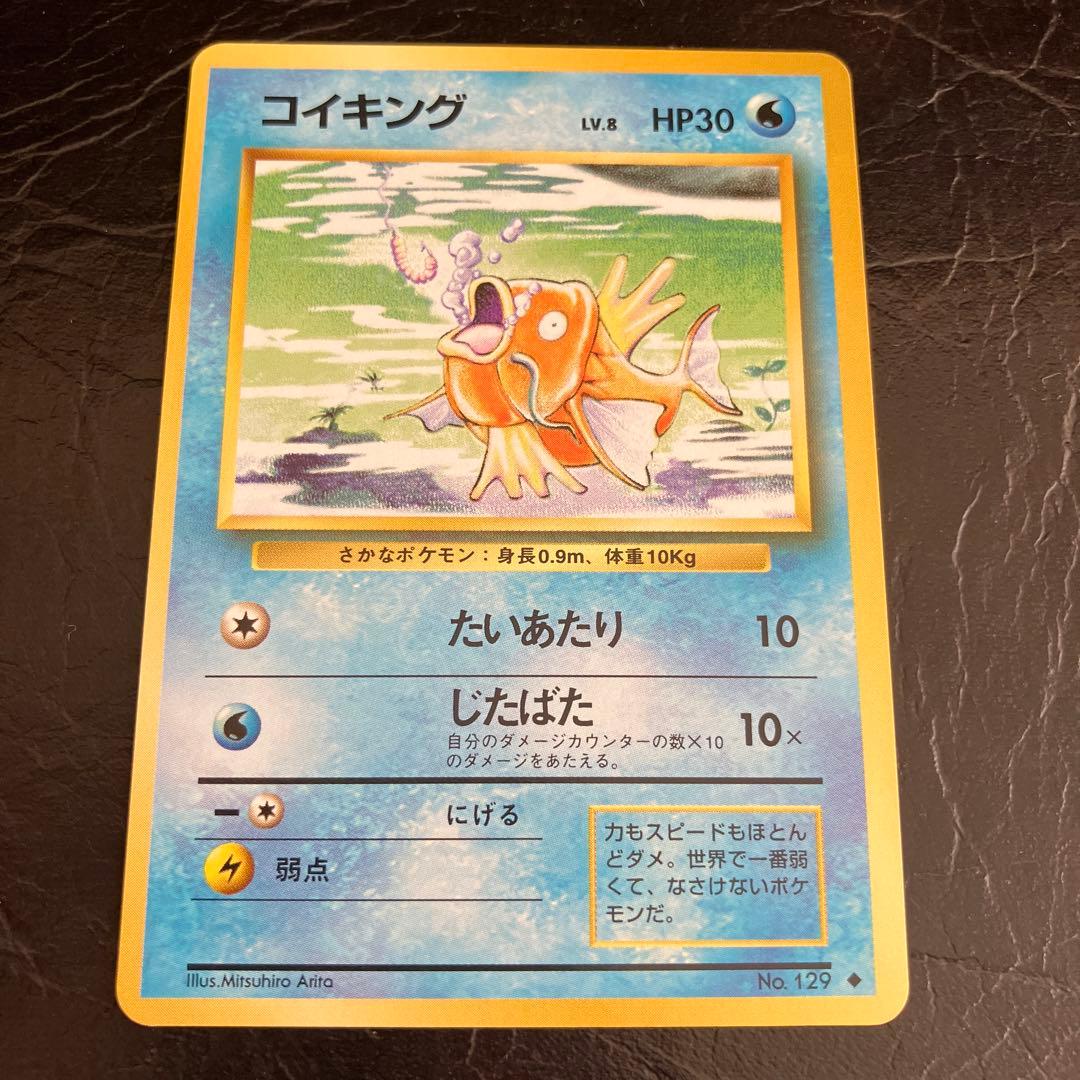 コイキング LV.8 HP30
さかなポケモン：身長0.9m、体重10Kg
たいあたり 10
じたばた 10×
自分のダメージカウンターの数×10
のダメージをあたえる。
にげる
弱点
力もスピードもほとん
どダメ。世界で一番弱
くて、なさけないポケ
モンだ。
Illus.Mitsuhiro Arita No. 129